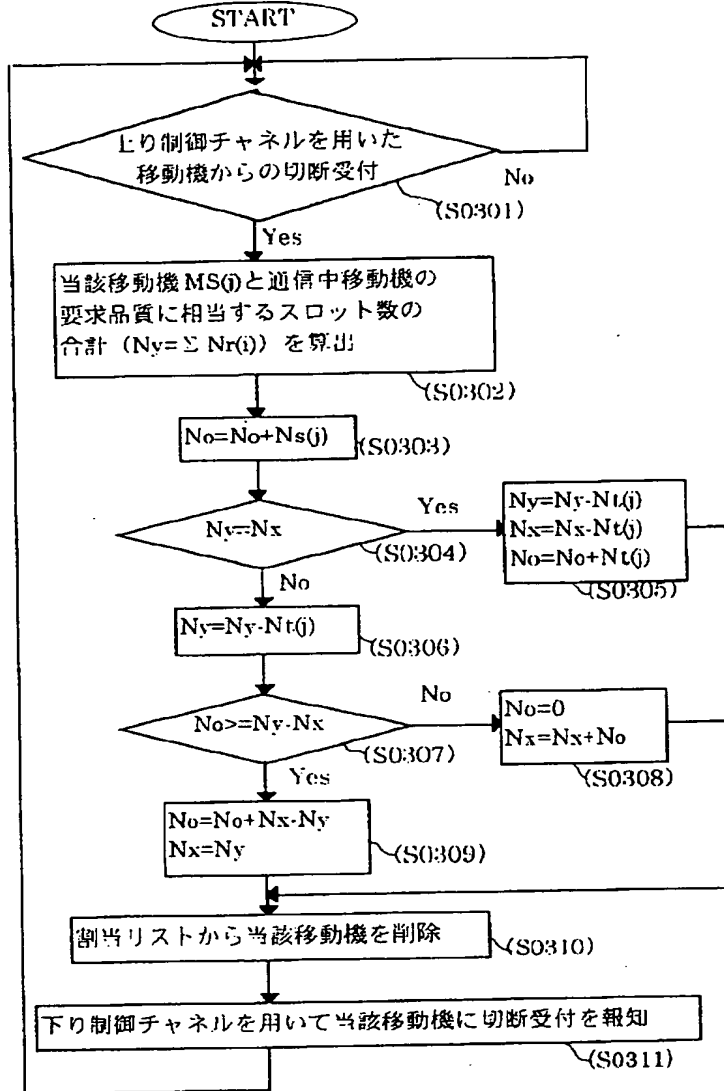 START
上り制御チャネルを用いた
移動機からの切断受付
No
(S0301)
Yes
当該移動機 MS(j)と通信中移動機の
要求品質に相当するスロット数の
合計（Ny=Σ Nr(i)）を算出
(S0302)
No=No+Ns(j)
(S0303)
Ny=Nx
Yes
(S0304)
Ny=Ny-Nt(j)
Nx=Nx-Nt(j)
No=No+Nt(j)
(S0305)
No
Ny=Ny-Nt(j)
(S0306)
No>=Ny-Nx
No
(S0307)
No=0
Nx=Nx+No
(S0308)
Yes
No=No+Nx-Ny
Nx=Ny
(S0309)
割当リストから当該移動機を削除
(S0310)
下り制御チャネルを用いて当該移動機に切断受付を報知
(S0311)